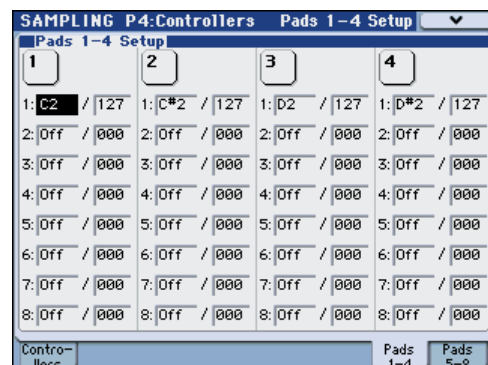 SAMPLING P4:Controllers Pads 1-4 Setup
Pads 1-4 Setup
1 2 3 4
1: C2 / 127 1: C#2 / 127 1: D2 / 127 1: D#2 / 127
2: Off / 000 2: Off / 000 2: Off / 000 2: Off / 000
3: Off / 000 3: Off / 000 3: Off / 000 3: Off / 000
4: Off / 000 4: Off / 000 4: Off / 000 4: Off / 000
5: Off / 000 5: Off / 000 5: Off / 000 5: Off / 000
6: Off / 000 6: Off / 000 6: Off / 000 6: Off / 000
7: Off / 000 7: Off / 000 7: Off / 000 7: Off / 000
8: Off / 000 8: Off / 000 8: Off / 000 8: Off / 000
Contro- Pads Pads
llers 1-4 5-8